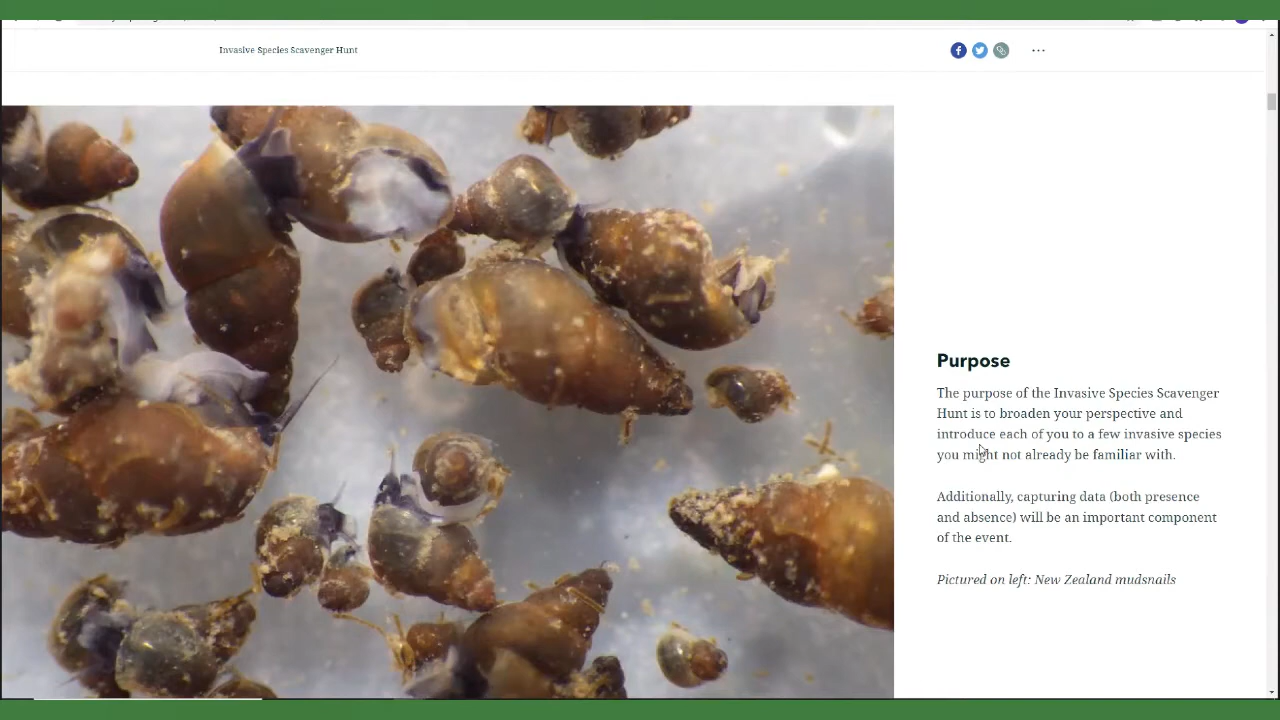 Invasive Species Scavenger Hunt
Purpose
The purpose of the Invasive Species Scavenger
Hunt is to broaden your perspective and
introduce each of you to a few invasive species
you might not already be familiar with.
Additionally, capturing data (both presence
and absence) will be an important component
of the event.
Pictured on left: New Zealand mudsnails